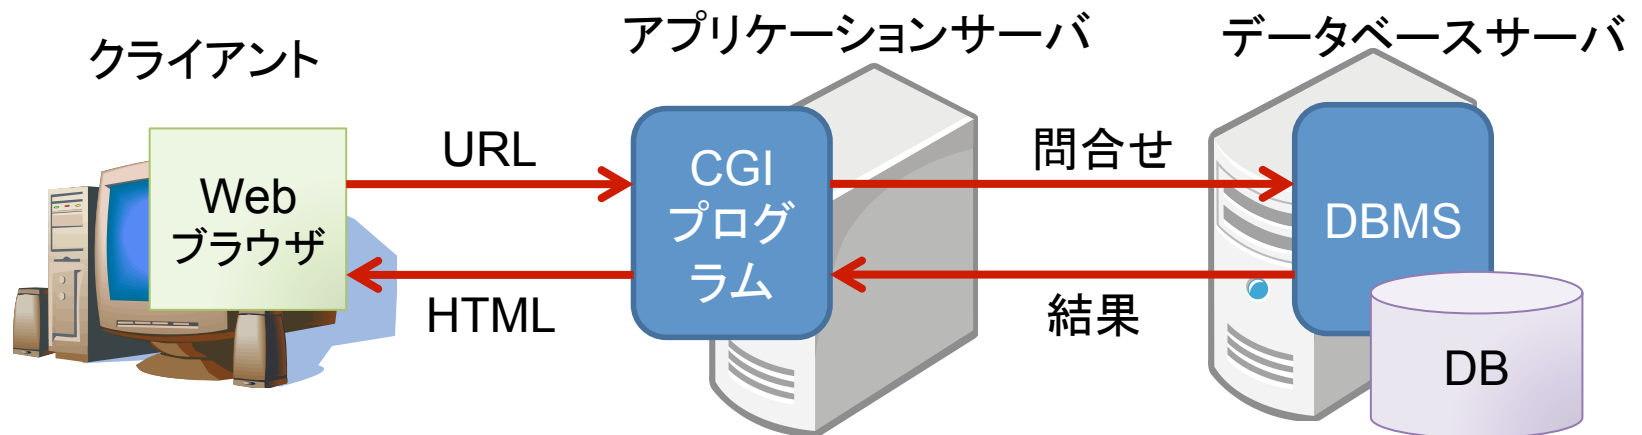 クライアント
アプリケーションサーバ
データベースサーバ
Web
ブラウザ
URL
HTML
CGI
プログ
ラム
問合せ
結果
DBMS
DB